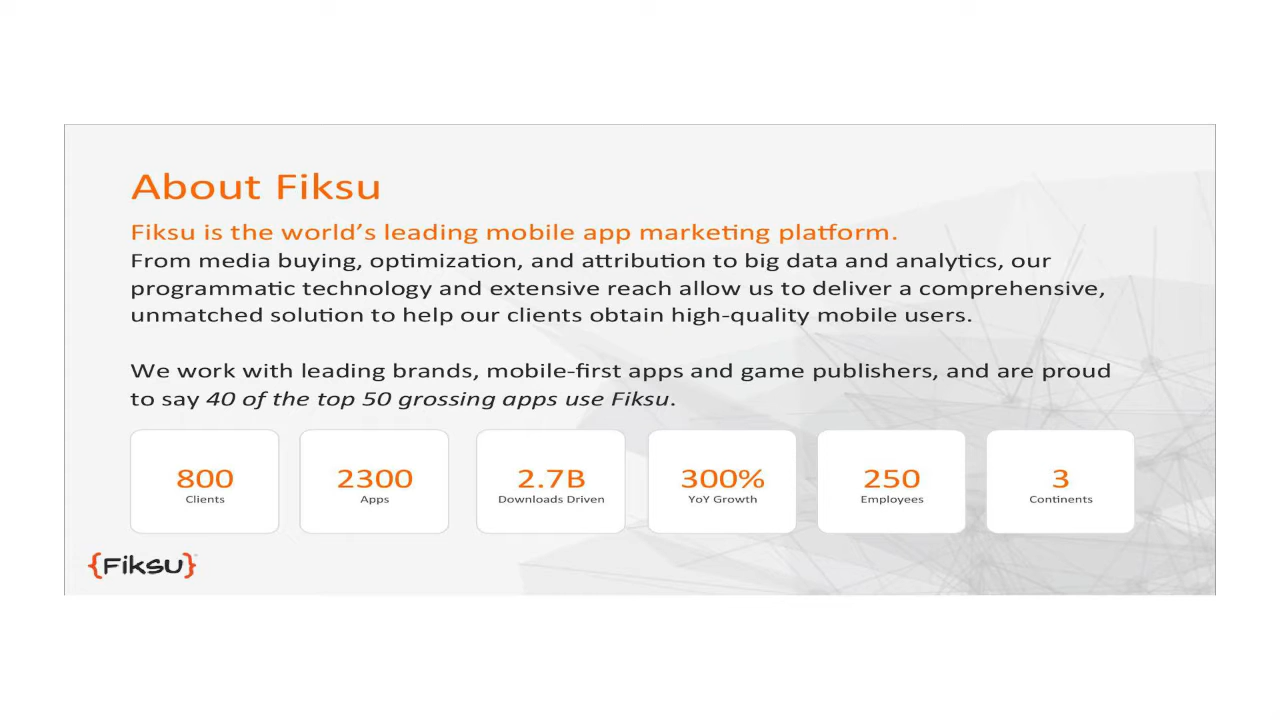 About Fiksu
Fiksu is the world’s leading mobile app marketing platform.
From media buying, optimization, and attribution to big data and analytics, our
programmatic technology and extensive reach allow us to deliver a comprehensive,
unmatched solution to help our clients obtain high-quality mobile users.
We work with leading brands, mobile-first apps and game publishers, and are proud
to say 40 of the top 50 grossing apps use Fiksu.
800
Clients
2300
Apps
2.7B
Downloads Driven
300%
YoY Growth
250
Employees
3
Continents
{Fiksu}